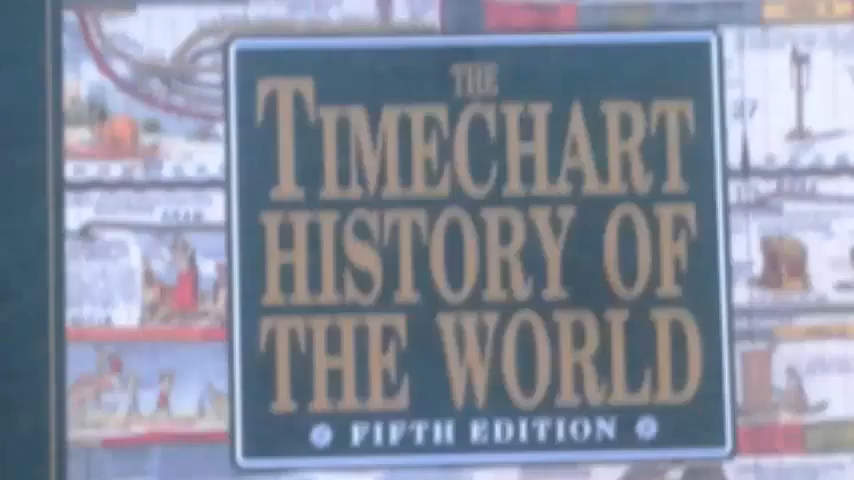 THE
TIMECHART
HISTORY OF
THE WORLD
FIFTH EDITION